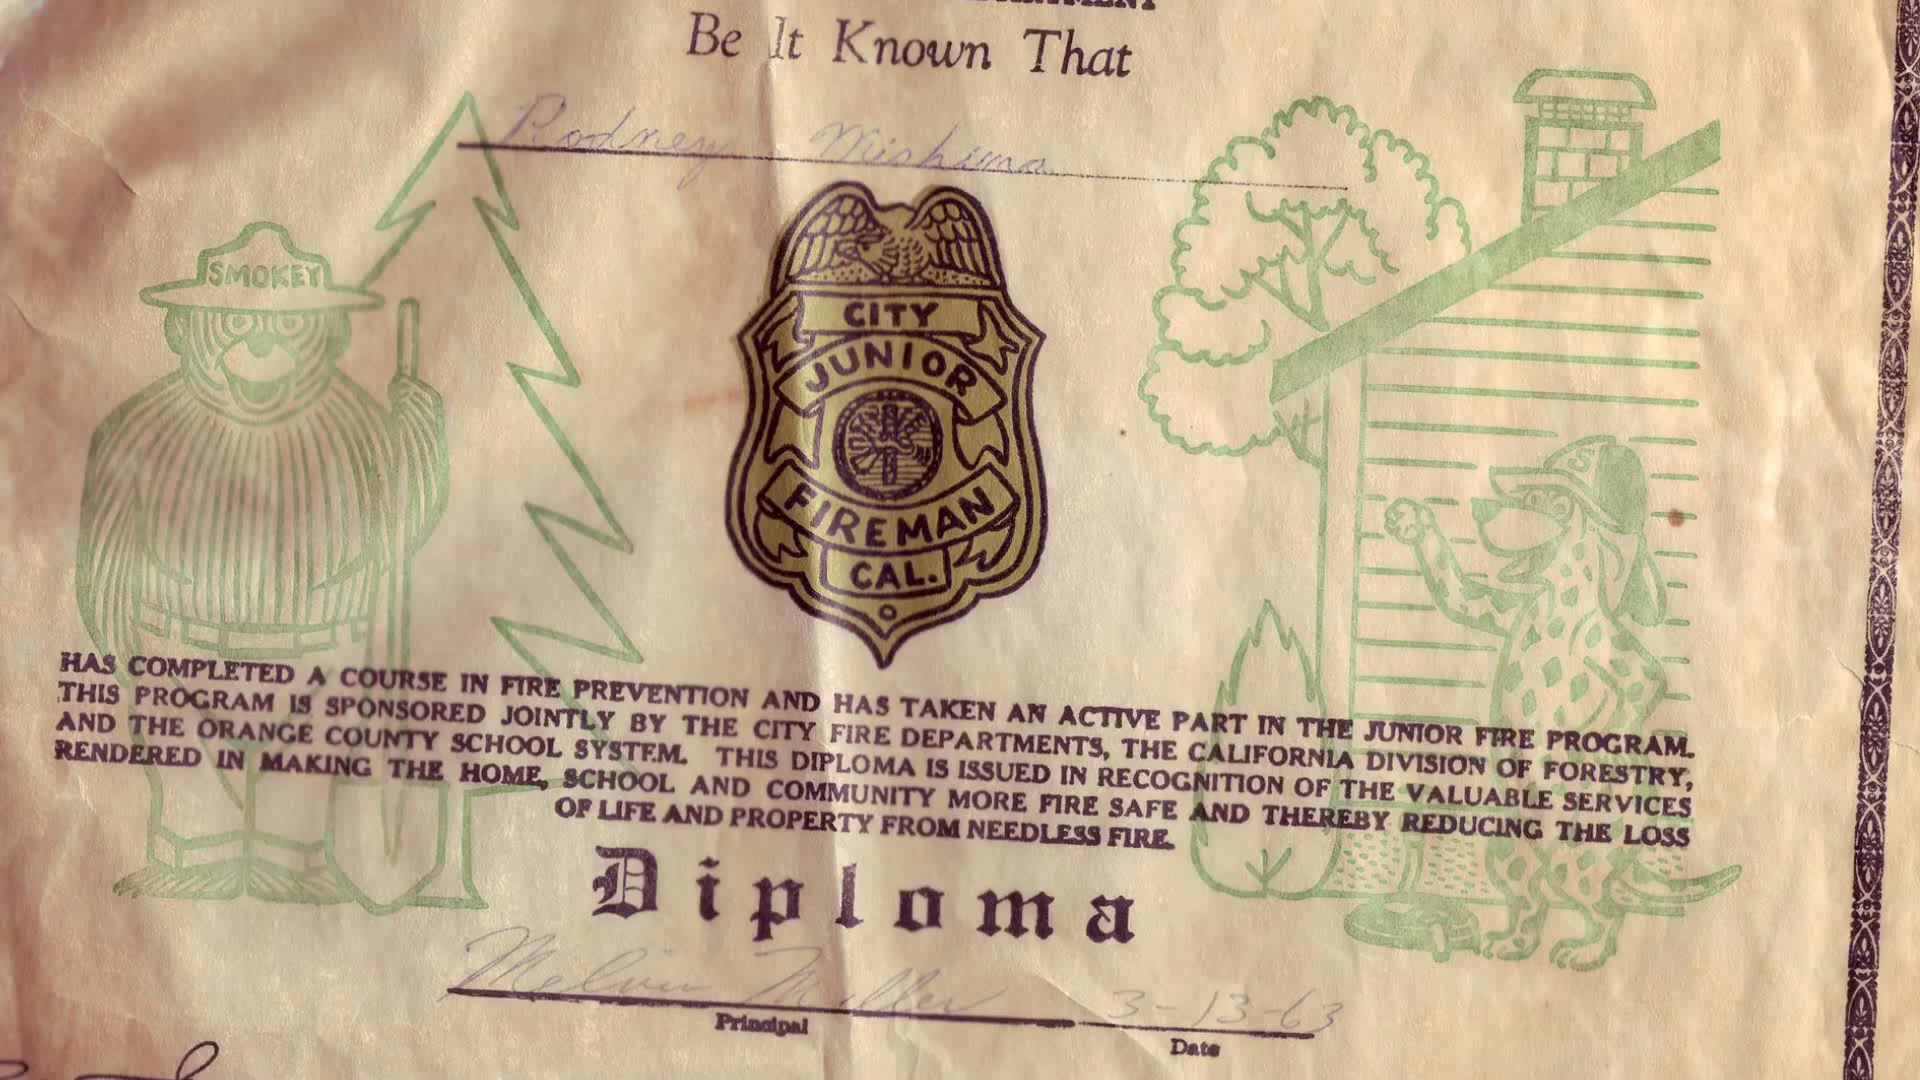 Be It Known That
Rodney Mishima
SMOKEY
CITY
JUNIOR
FIREMAN
CAL.
HAS COMPLETED A COURSE IN FIRE PREVENTION AND HAS TAKEN AN ACTIVE PART IN THE JUNIOR FIRE PROGRAM.
THIS PROGRAM IS SPONSORED JOINTLY BY THE CITY FIRE DEPARTMENTS, THE CALIFORNIA DIVISION OF FORESTRY,
AND THE ORANGE COUNTY SCHOOL SYSTEM. THIS DIPLOMA IS ISSUED IN RECOGNITION OF THE VALUABLE SERVICES
RENDERED IN MAKING THE HOME, SCHOOL AND COMMUNITY MORE FIRE SAFE AND THEREBY REDUCING THE LOSS
OF LIFE AND PROPERTY FROM NEEDLESS FIRE.
Diploma
Melvin Miller 3-13-63
Principal
Date